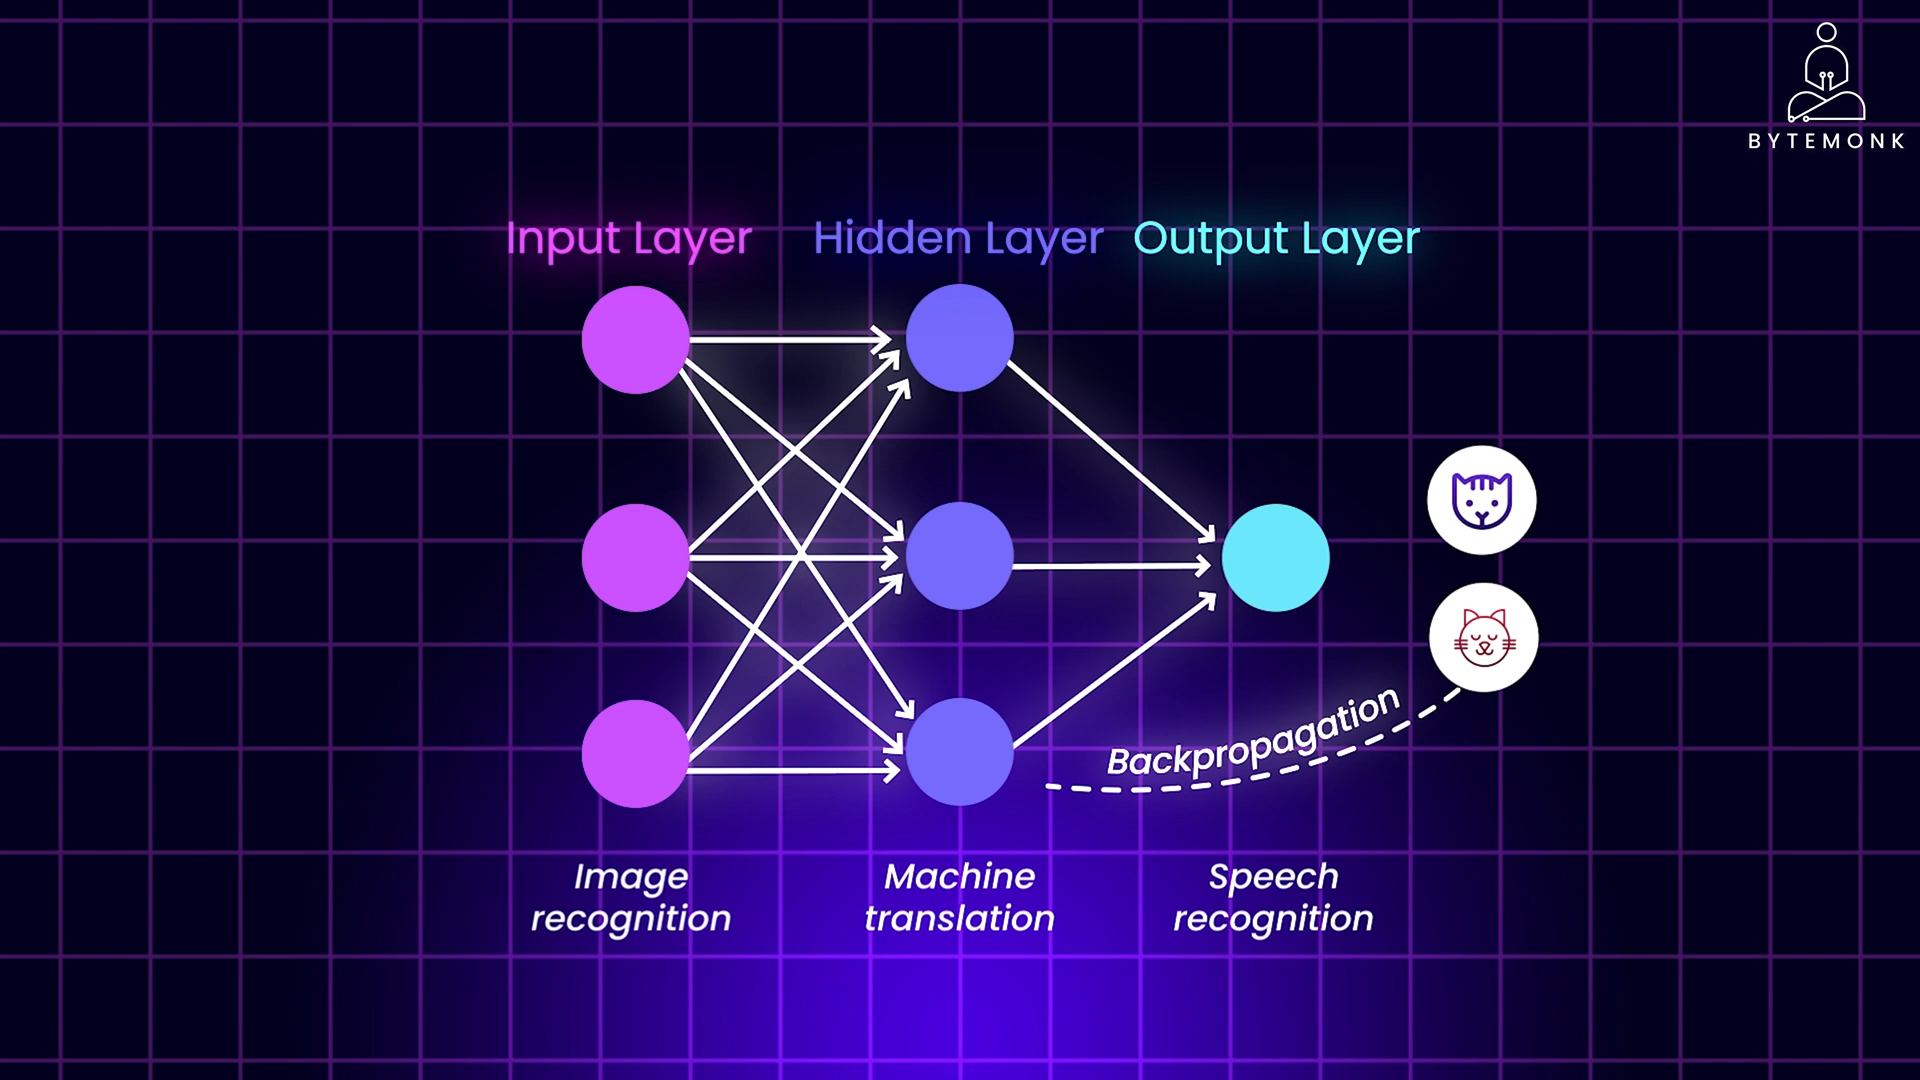 BYTEMONK
Input Layer
Hidden Layer
Output Layer
Backpropagation
Image
recognition
Machine
translation
Speech
recognition